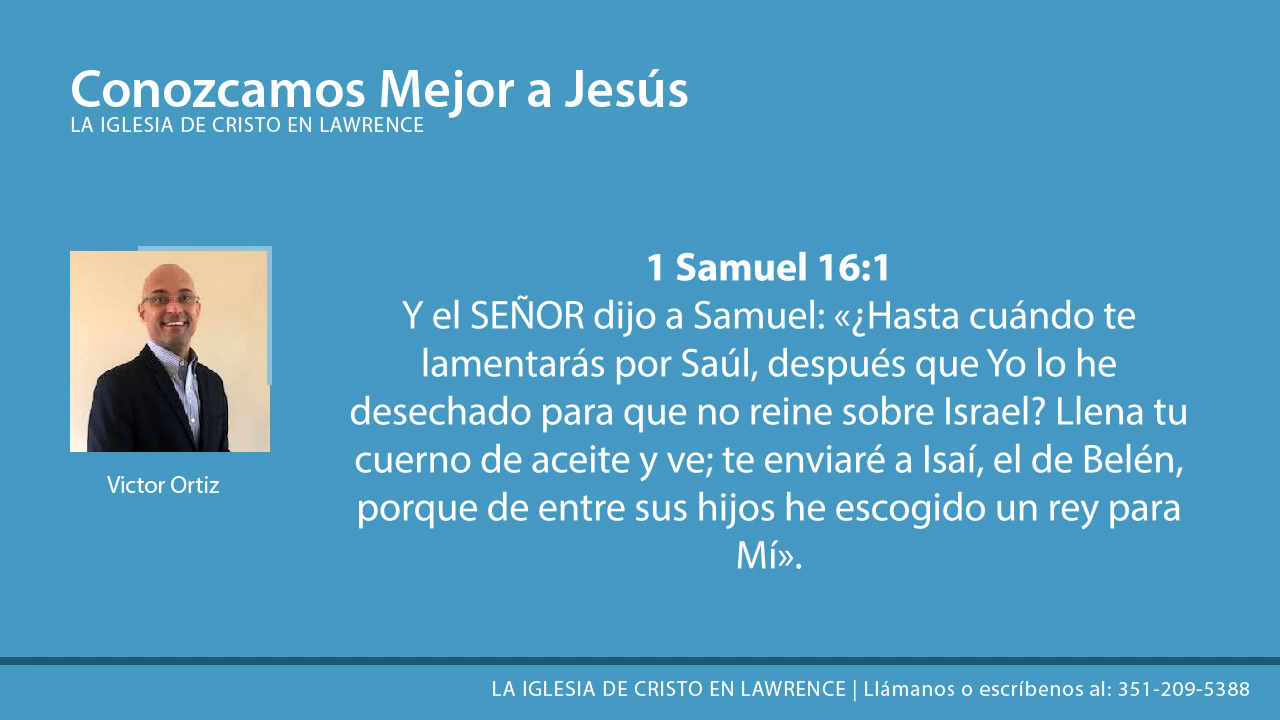 Conozcamos Mejor a Jesús
LA IGLESIA DE CRISTO EN LAWRENCE
1 Samuel 16:1
Y el SEÑOR dijo a Samuel: «¿Hasta cuándo te
lamentarás por Saúl, después que Yo lo he
desechado para que no reine sobre Israel? Llena tu
cuerno de aceite y ve; te enviaré a Isaí, el de Belén,
porque de entre sus hijos he escogido un rey para
Mí».
Victor Ortiz
LA IGLESIA DE CRISTO EN LAWRENCE | Llámanos o escríbenos al: 351-209-5388